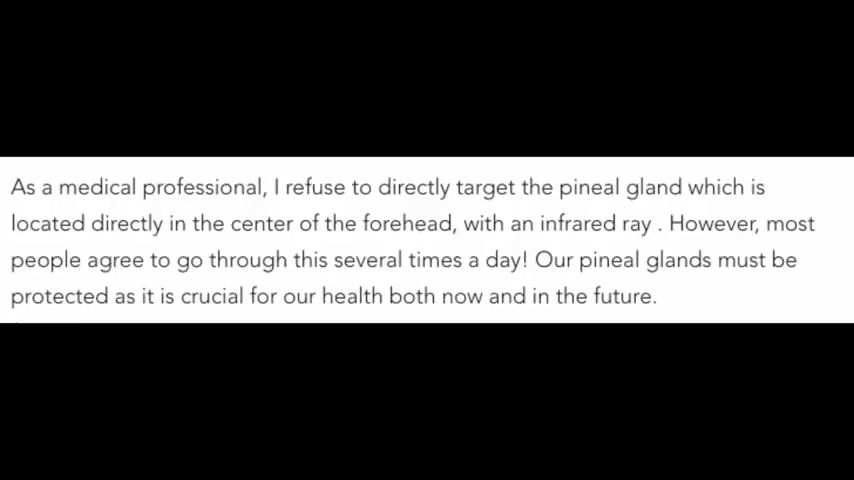 As a medical professional, I refuse to directly target the pineal gland which is
located directly in the center of the forehead, with an infrared ray . However, most
people agree to go through this several times a day! Our pineal glands must be
protected as it is crucial for our health both now and in the future.